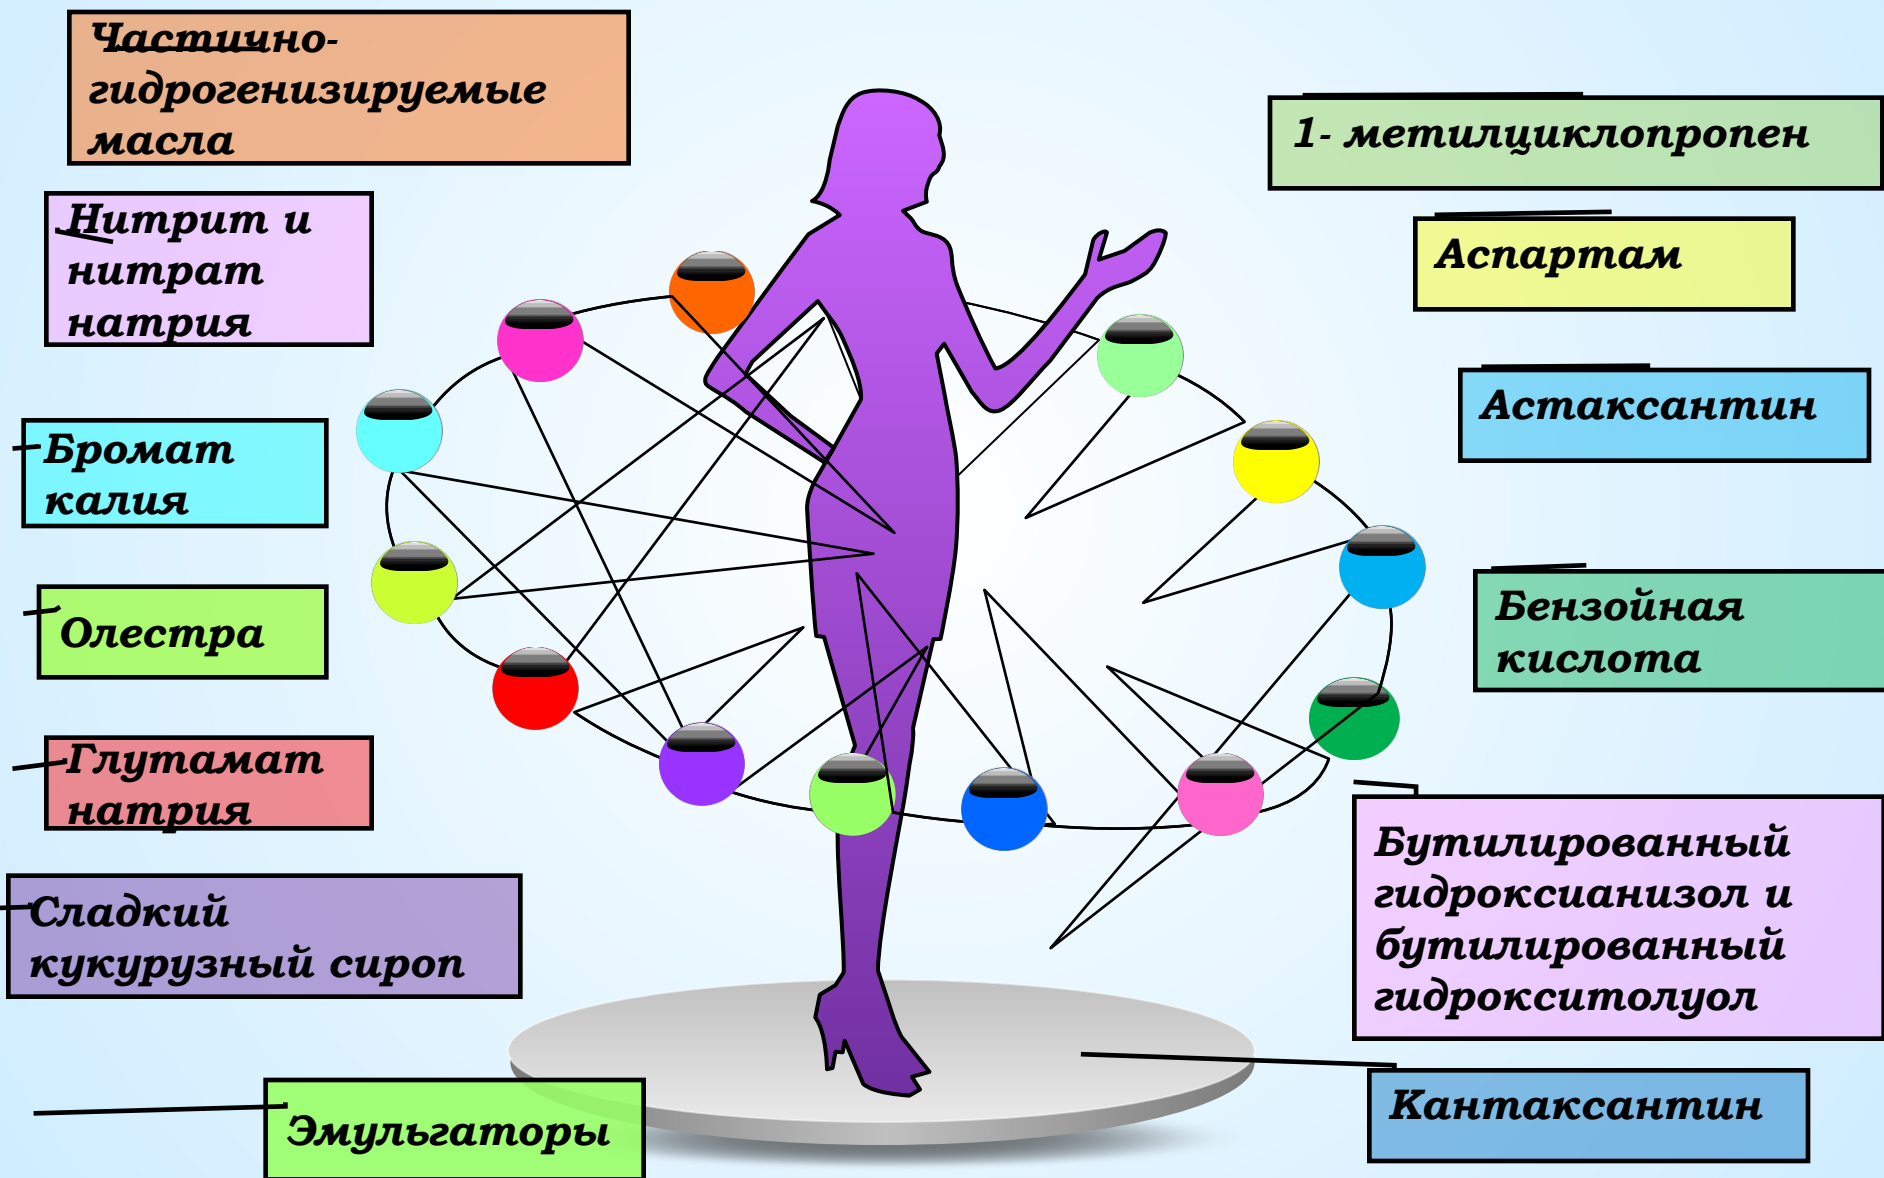 Частично-
гидрогенизируемые
масла
Нитрит и
нитрат
натрия
Бромат
калия
Олестра
Глутамат
натрия
Сладкий
кукурузный сироп
Эмульгаторы
1- метилциклопропен
Аспартам
Астаксантин
Бензойная
кислота
Бутилированный
гидроксианизол и
бутилированный
гидрокситолуол
Кантаксантин